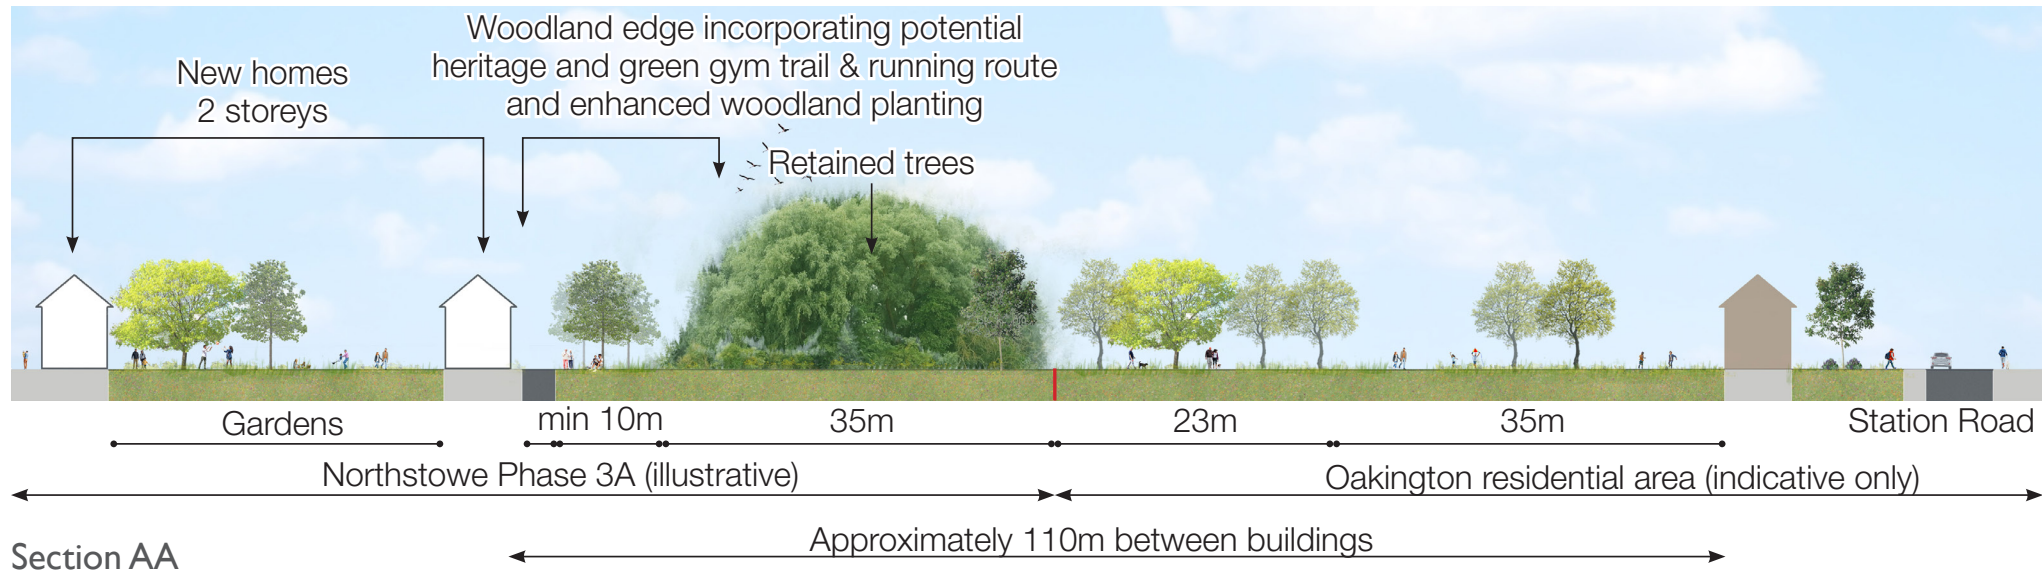 Woodland edge incorporating potential
heritage and green gym trail & running route
and enhanced woodland planting
New homes
2 storeys
Retained trees
Gardens
min 10m
35m
23m
35m
Station Road
Northstowe Phase 3A (illustrative)
Oakington residential area (indicative only)
Approximately 110m between buildings
Section AA